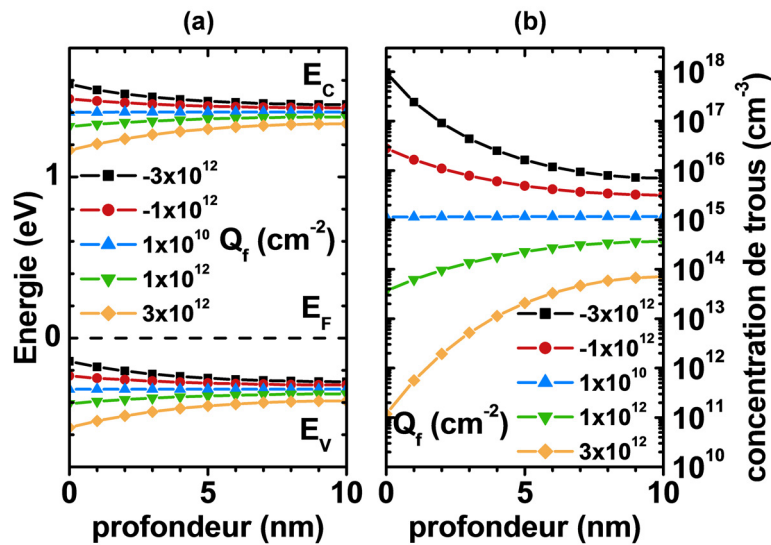 (a)
(b)
E_C
1
-3x10^12
-1x10^12
1x10^10
1x10^12
3x10^12
Q_f (cm^-2)
E_F
0
E_V
Energie (eV)
0 5 10
profondeur (nm)
10^18
10^17
10^16
10^15
10^14
10^13
10^12
10^11
10^10
-3x10^12
-1x10^12
1x10^10
1x10^12
3x10^12
Q_f (cm^-2)
concentration de trous (cm^-3)
0 5 10
profondeur (nm)